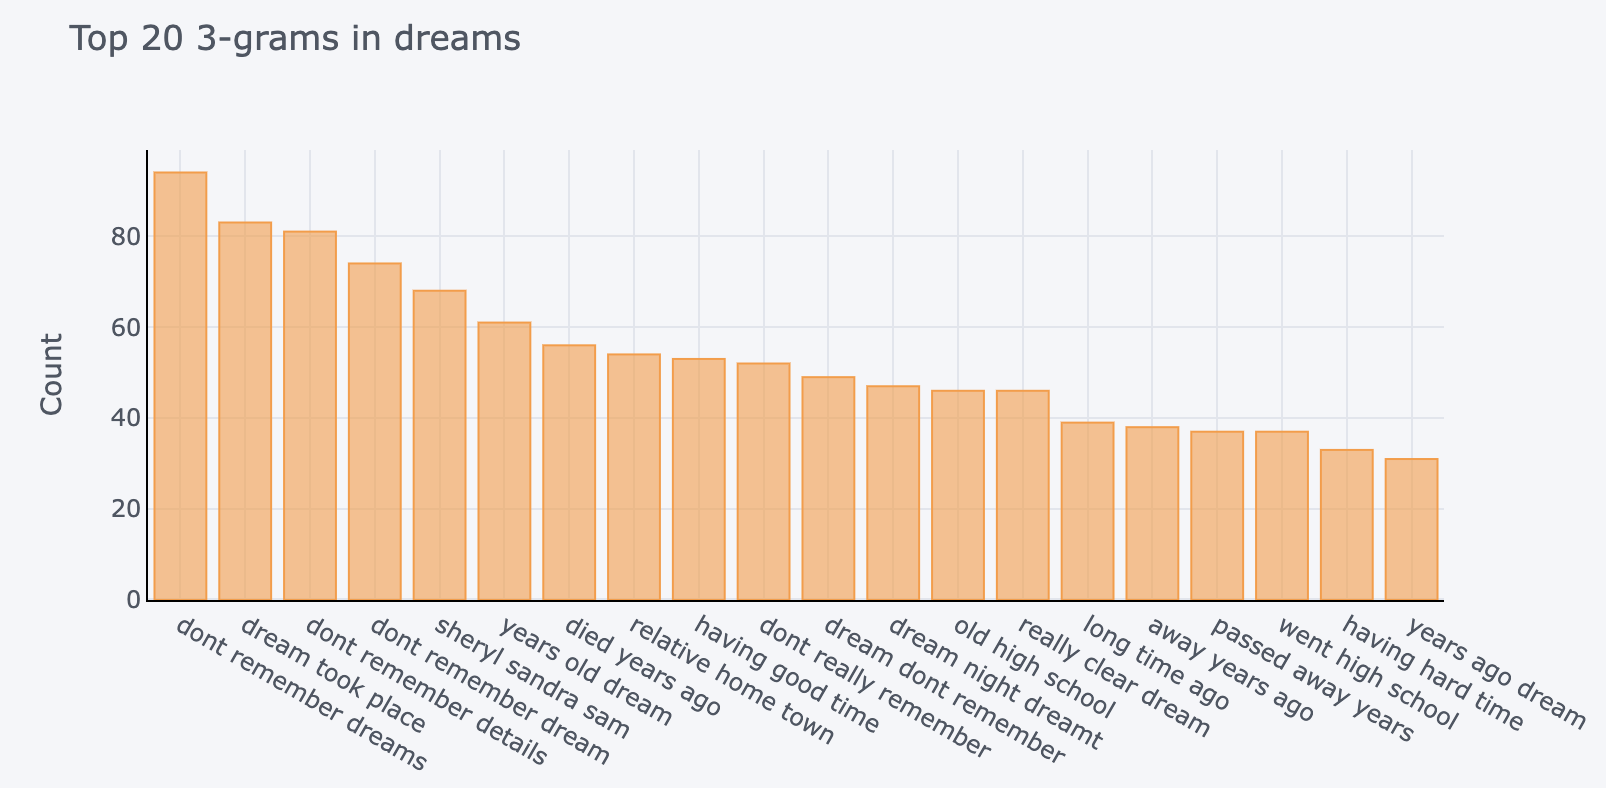 Top 20 3-grams in dreams
Count
80
60
40
20
0
dont remember dreams
dream took place
dont remember details
dont remember dream
sheryl sandra sam
years old dream
died years ago
relative home town
having good time
dont really remember
dream dont remember
dream night dreamt
old high school
really clear dream
long time ago
away years ago
passed away years
went high school
having hard time
years ago dream